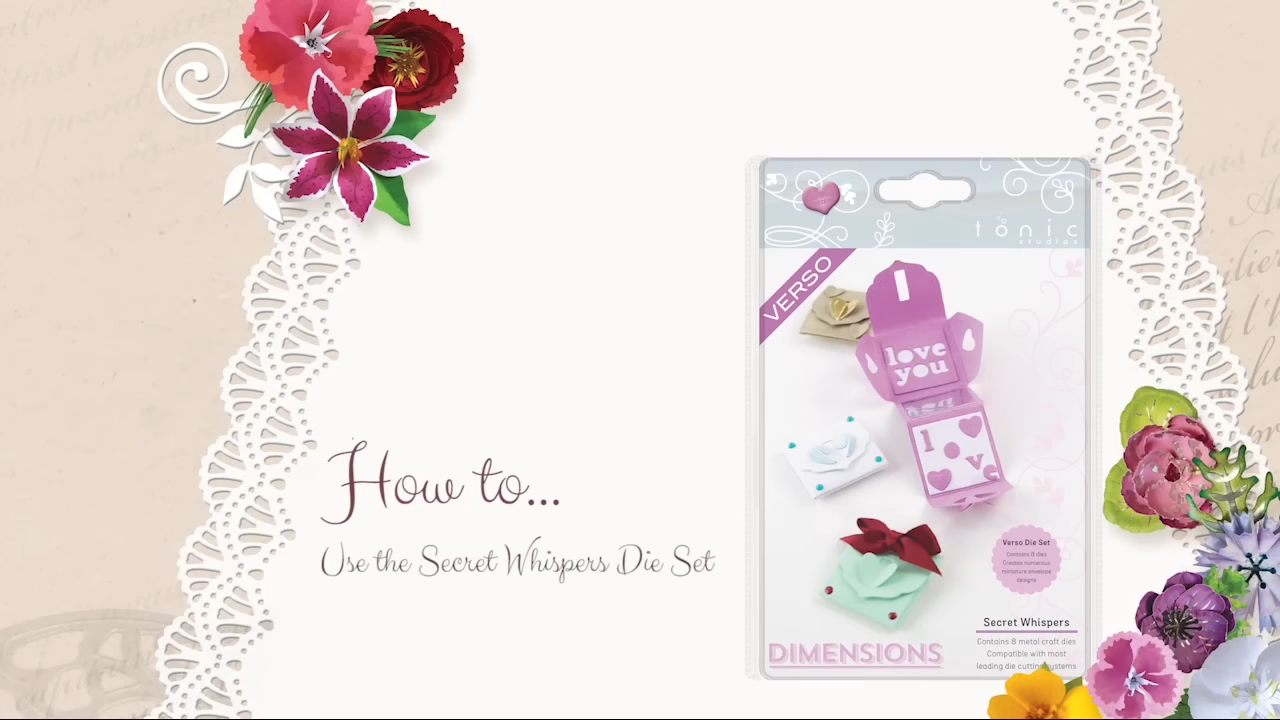 How to...
Use the Secret Whispers Die Set
tonic
studios
VERSO
love
you
I
ov
Verso Die Set
Contains 8 dies
Creates numerous
miniature envelope
designs
Secret Whispers
Contains 8 metal craft dies
Compatible with most
leading die cutting systems
DIMENSIONS